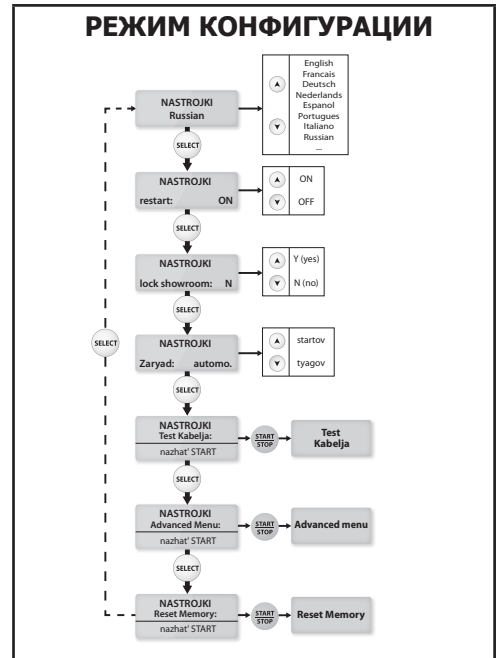 РЕЖИМ КОНФИГУРАЦИИ
NASTROJKI
Russian
English
Francais
Deutsch
Nederlands
Espanol
Portugues
Italiano
Russian
...
SELECT
NASTROJKI
restart: ON
ON
OFF
SELECT
NASTROJKI
lock showroom: N
Y (yes)
N (no)
SELECT
SELECT
NASTROJKI
Zaryad: automo.
startov
tyagov
SELECT
NASTROJKI
Test Kabelja:
nazhat' START
START
STOP
Test
Kabelja
SELECT
NASTROJKI
Advanced Menu:
nazhat' START
START
STOP
Advanced menu
SELECT
NASTROJKI
Reset Memory:
nazhat' START
START
STOP
Reset Memory